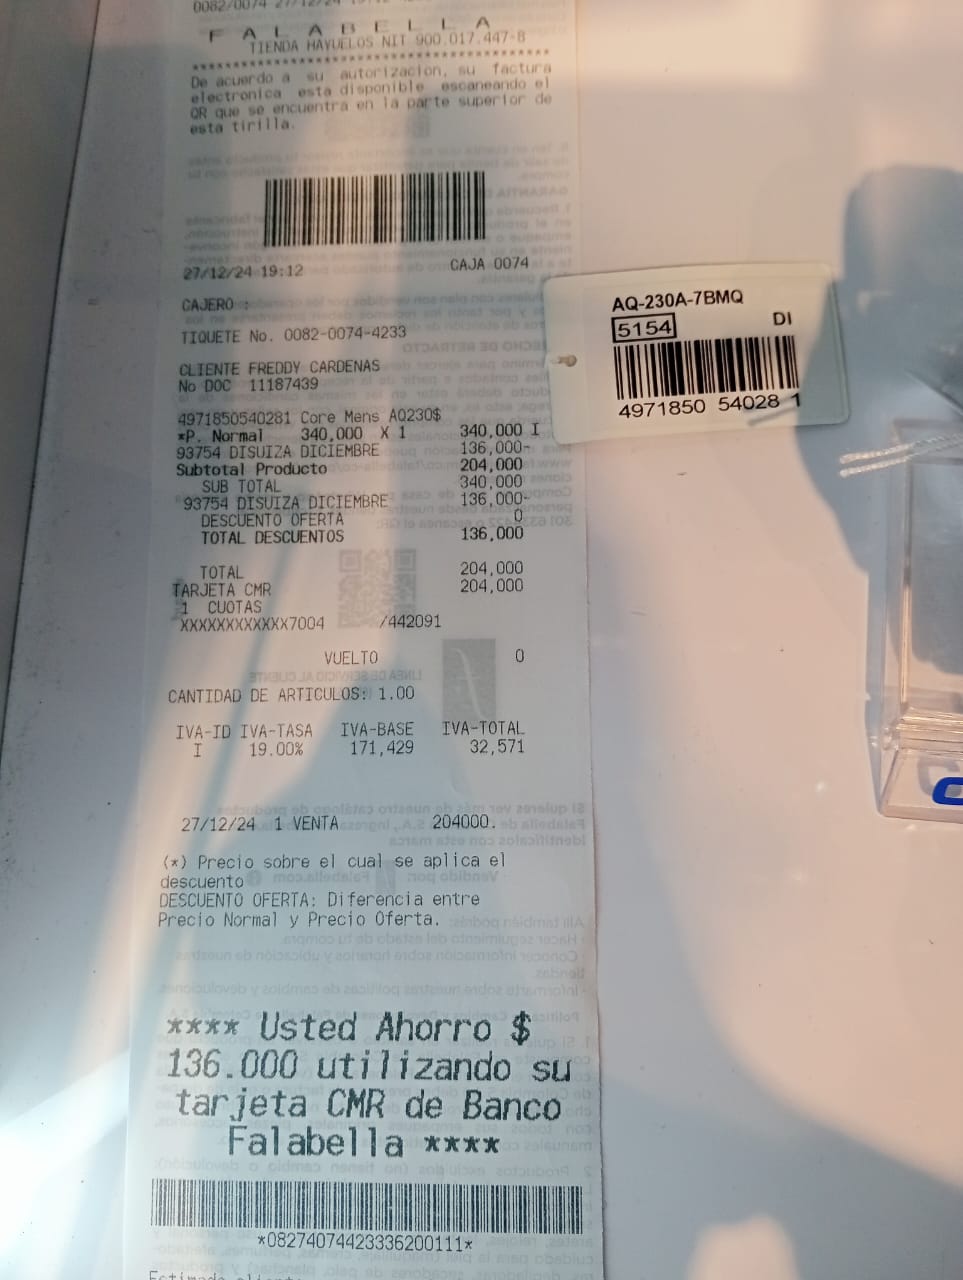 0082/0074 27/12/24 19:12
FALABELLA
TIENDA HAYUELOS NIT 900.017.447-8
****************************************
De acuerdo a su autorizacion, su factura
electronica esta disponible escaneando el
QR que se encuentra en la parte superior de
esta tirilla.
27/12/24 19:12 CAJA 0074
CAJERO :
TIQUETE No. 0082-0074-4233
CLIENTE FREDDY CARDENAS
No DOC 11187439
4971850540281 Core Mens AQ230$
*P. Normal 340,000 X 1 340,000 I
93754 DISUIZA DICIEMBRE 136,000-
Subtotal Producto 204,000
SUB TOTAL 340,000
93754 DISUIZA DICIEMBRE 136,000-
DESCUENTO OFERTA 0
TOTAL DESCUENTOS 136,000
TOTAL 204,000
TARJETA CMR 204,000
1 CUOTAS
XXXXXXXXXXXX7004 /442091
VUELTO 0
CANTIDAD DE ARTICULOS: 1.00
IVA-ID IVA-TASA IVA-BASE IVA-TOTAL
I 19.00% 171,429 32,571
27/12/24 1 VENTA 204000.
(*) Precio sobre el cual se aplica el
descuento
DESCUENTO OFERTA: Diferencia entre
Precio Normal y Precio Oferta.
**** Usted Ahorro $
136.000 utilizando su
tarjeta CMR de Banco
Falabella ****
*08274074423336200111*
AQ-230A-7BMQ
5154 DI
4971850 54028 1